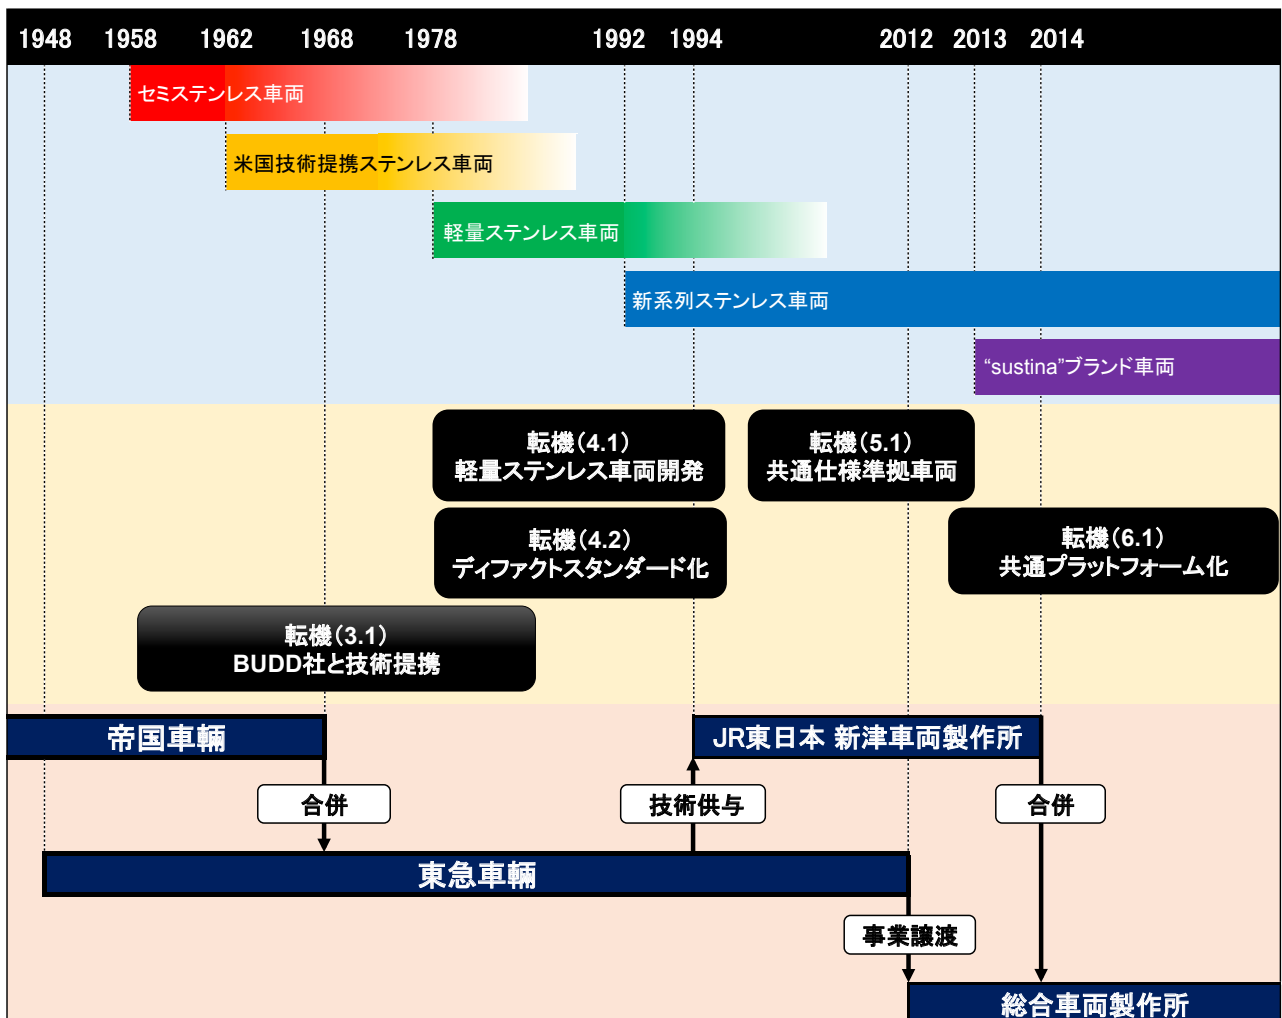 1948 1958 1962 1968 1978 1992 1994 2012 2013 2014
セミステンレス車両
米国技術提携ステンレス車両
軽量ステンレス車両
新系列ステンレス車両
“sustina”ブランド車両
転機（4.1）
軽量ステンレス車両開発
転機（5.1）
共通仕様準拠車両
転機（4.2）
ディファクトスタンダード化
転機（6.1）
共通プラットフォーム化
転機（3.1）
BUDD社と技術提携
帝国車輛
JR東日本 新津車両製作所
合併
技術供与
合併
東急車輛
事業譲渡
総合車両製作所